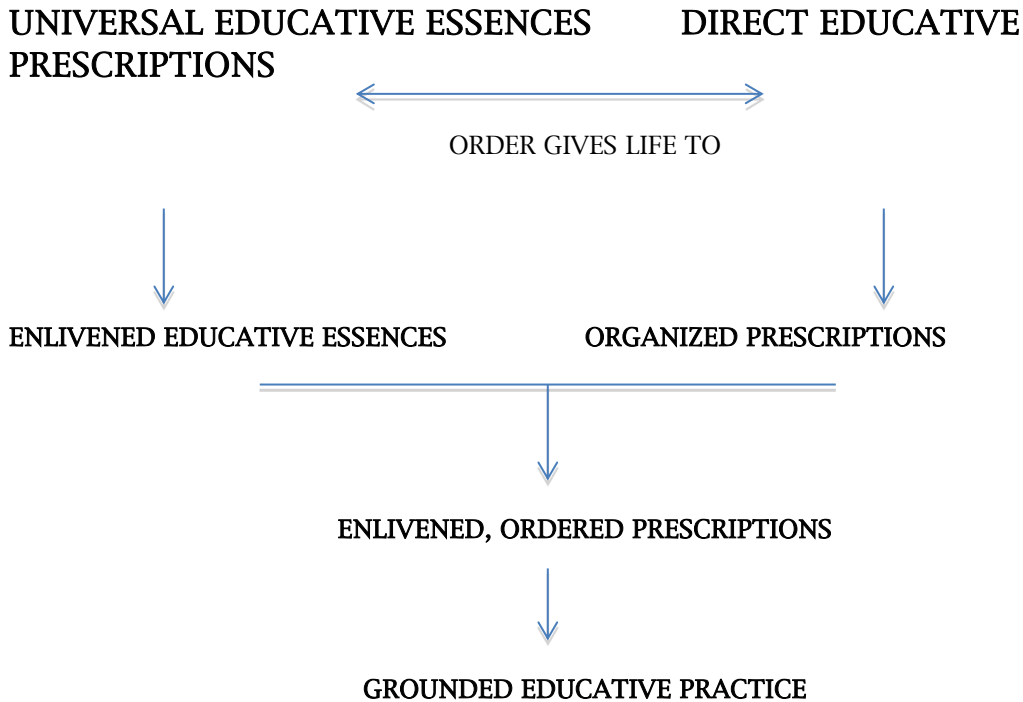 UNIVERSAL EDUCATIVE ESSENCES DIRECT EDUCATIVE
PRESCRIPTIONS
ORDER GIVES LIFE TO
ENLIVENED EDUCATIVE ESSENCES ORGANIZED PRESCRIPTIONS
ENLIVENED, ORDERED PRESCRIPTIONS
GROUNDED EDUCATIVE PRACTICE